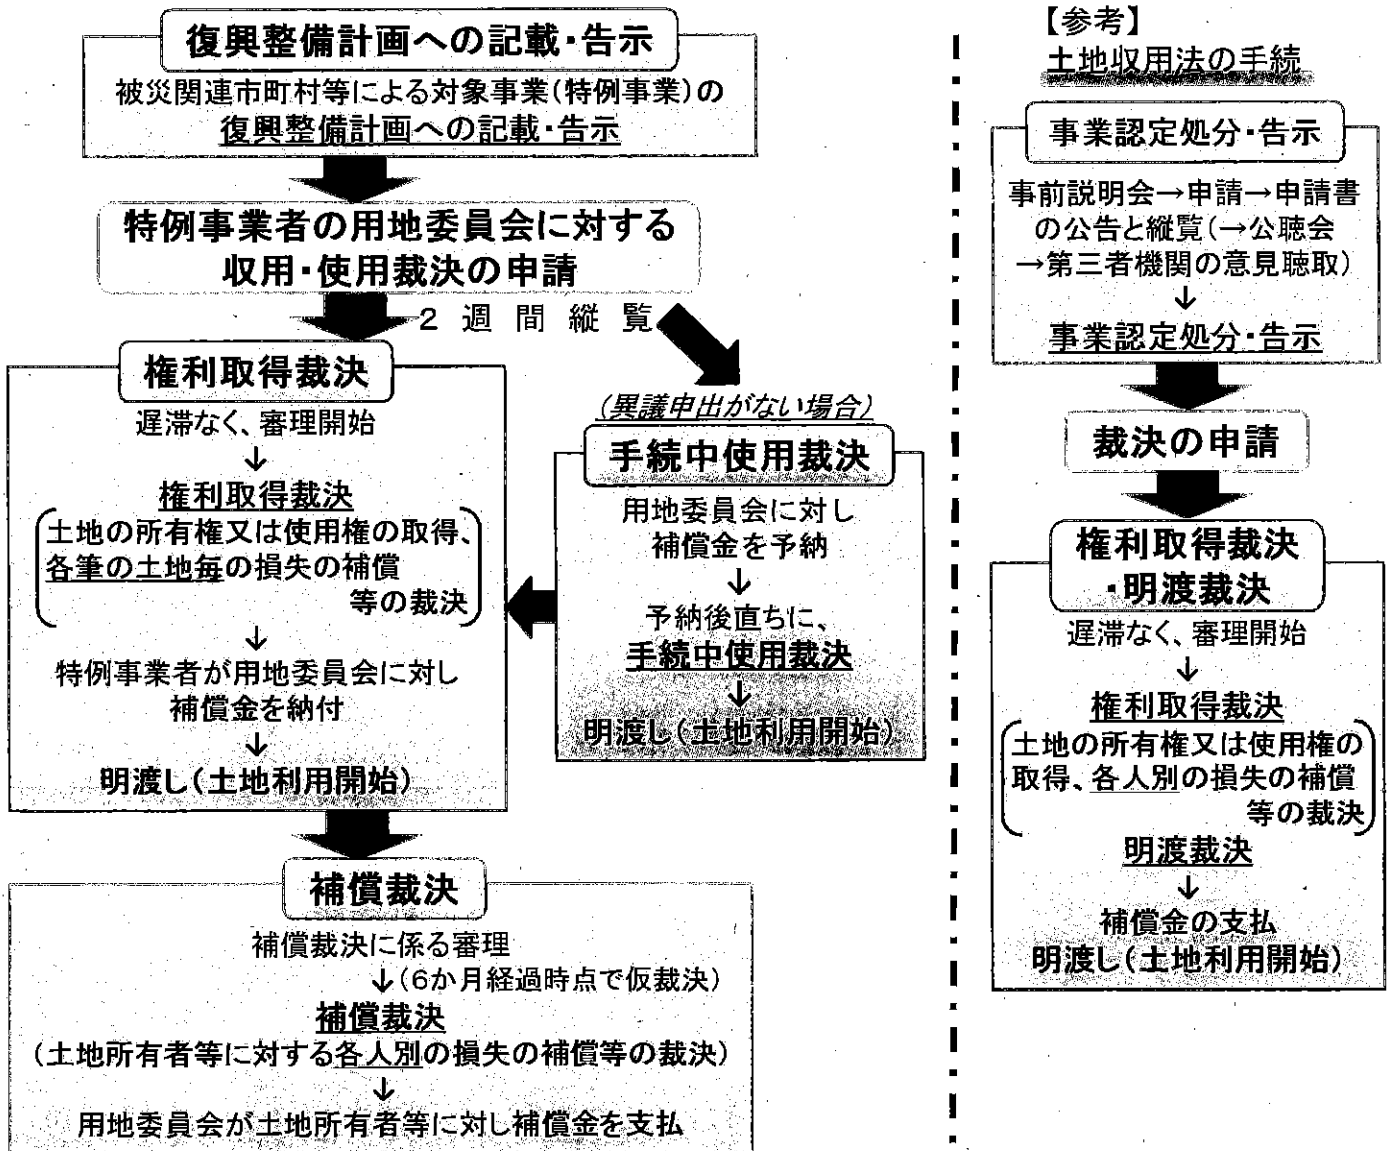 復興整備計画への記載・告示
被災関連市町村等による対象事業(特例事業)の
復興整備計画への記載・告示
特例事業者の用地委員会に対する
収用・使用裁決の申請
2週間縦覧
権利取得裁決
遅滞なく、審理開始
↓
権利取得裁決
土地の所有権又は使用権の取得、
各筆の土地毎の損失の補償
等の裁決
↓
特例事業者が用地委員会に対し
補償金を納付
↓
明渡し(土地利用開始)
(異議申出がない場合)
手続中使用裁決
用地委員会に対し
補償金を予納
↓
予納後直ちに、
手続中使用裁決
↓
明渡し(土地利用開始)
補償裁決
補償裁決に係る審理
↓(6か月経過時点で仮裁決)
補償裁決
(土地所有者等に対する各人別の損失の補償等の裁決)
↓
用地委員会が土地所有者等に対し補償金を支払
【参考】
土地収用法の手続
事業認定処分・告示
事前説明会→申請→申請書
の公告と縦覧(→公聴会
→第三者機関の意見聴取)
↓
事業認定処分・告示
裁決の申請
権利取得裁決
・明渡裁決
遅滞なく、審理開始
↓
権利取得裁決
土地の所有権又は使用権の
取得、各人別の損失の補償
等の裁決
明渡裁決
↓
補償金の支払
明渡し(土地利用開始)